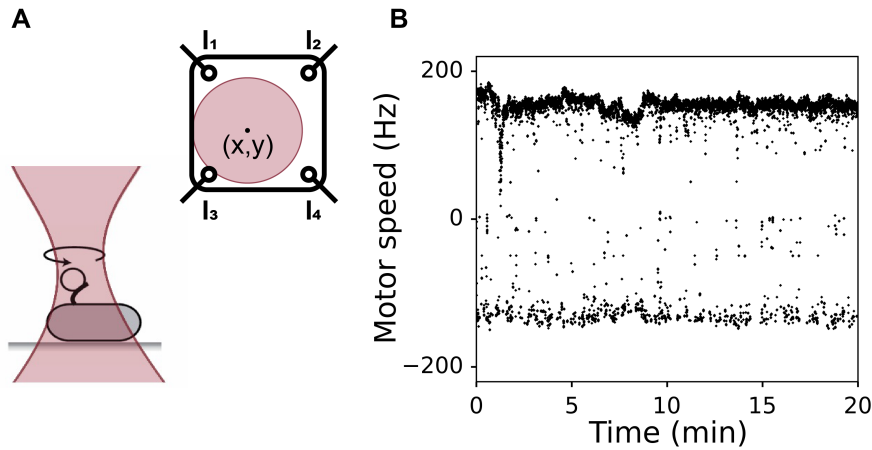 A
I₁ I₂
(x,y)
I₃ I₄
B
Motor speed (Hz)
200
0
−200
0 5 10 15 20
Time (min)